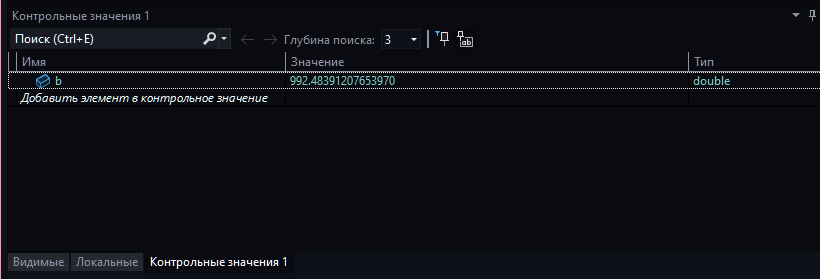 Контрольные значения 1
Поиск (Ctrl+E) Глубина поиска: 3
Имя Значение Тип
b 992.48391207653970 double
Добавить элемент в контрольное значение
Видимые Локальные Контрольные значения 1